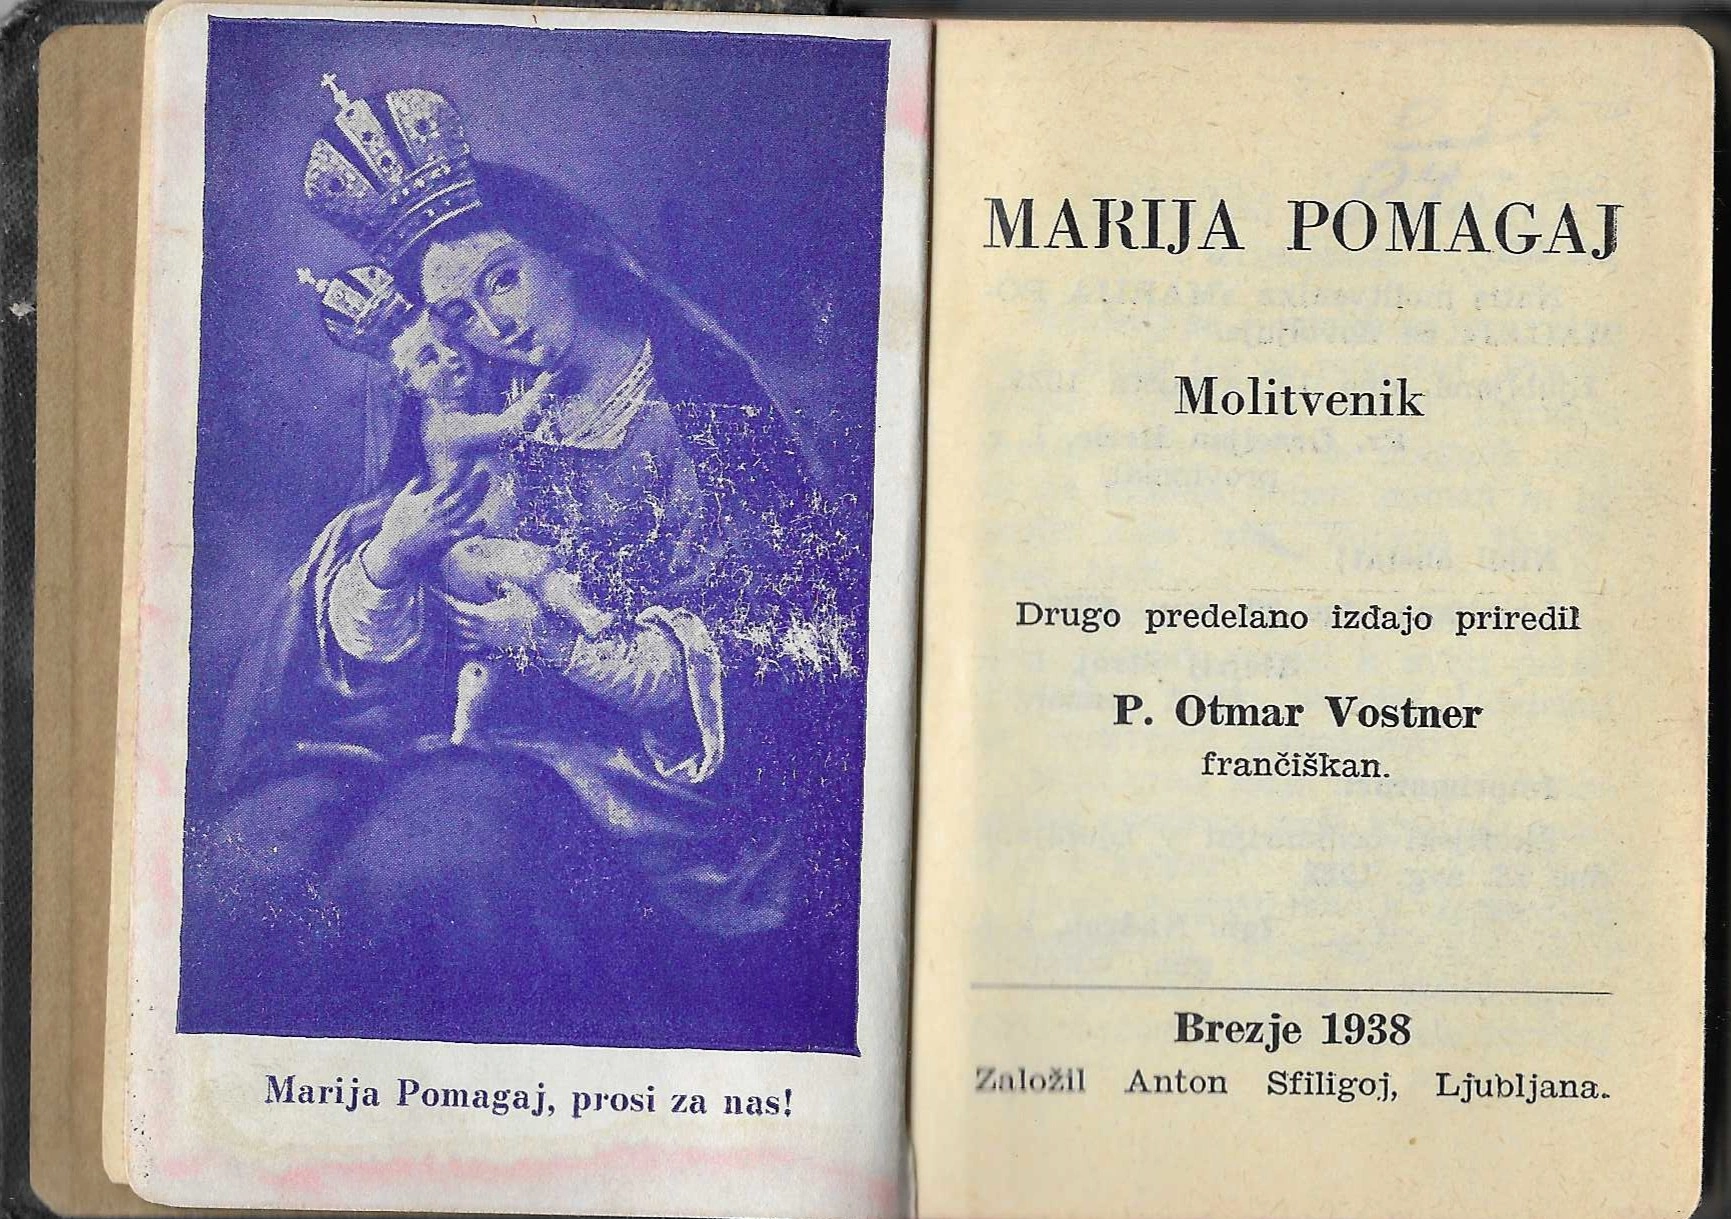 Marija Pomagaj, prosi za nas!
MARIJA POMAGAJ
Molitvenik
Drugo predelano izdajo priredil
P. Otmar Vostner
frančiškan.
Brezje 1938
Založil Anton Sfiligoj, Ljubljana.